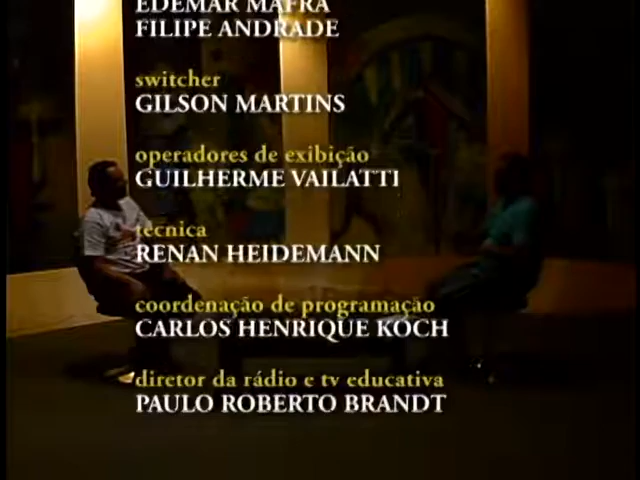 EDEMAR MAFRA
FILIPE ANDRADE
switcher
GILSON MARTINS
operadores de exibição
GUILHERME VAILATTI
técnica
RENAN HEIDEMANN
coordenação de programação
CARLOS HENRIQUE KOCH
diretor da rádio e tv educativa
PAULO ROBERTO BRANDT